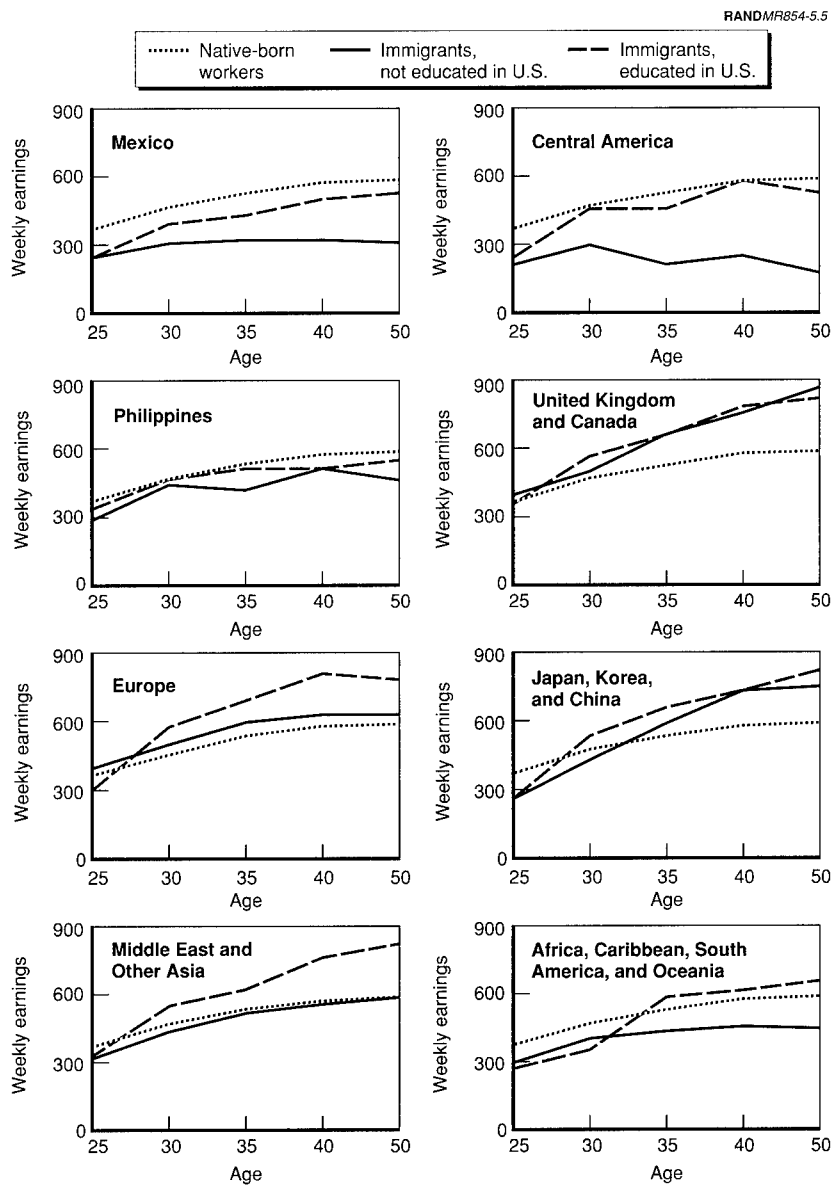 RANDMR854-5.5
Native-born workers
Immigrants, not educated in U.S.
Immigrants, educated in U.S.
Mexico
Weekly earnings
900
600
300
0
25 30 35 40 50
Age
Central America
Weekly earnings
900
600
300
0
25 30 35 40 50
Age
Philippines
Weekly earnings
900
600
300
0
25 30 35 40 50
Age
United Kingdom
and Canada
Weekly earnings
900
600
300
0
25 30 35 40 50
Age
Europe
Weekly earnings
900
600
300
0
25 30 35 40 50
Age
Japan, Korea,
and China
Weekly earnings
900
600
300
0
25 30 35 40 50
Age
Middle East and
Other Asia
Weekly earnings
900
600
300
0
25 30 35 40 50
Age
Africa, Caribbean, South
America, and Oceania
Weekly earnings
900
600
300
0
25 30 35 40 50
Age